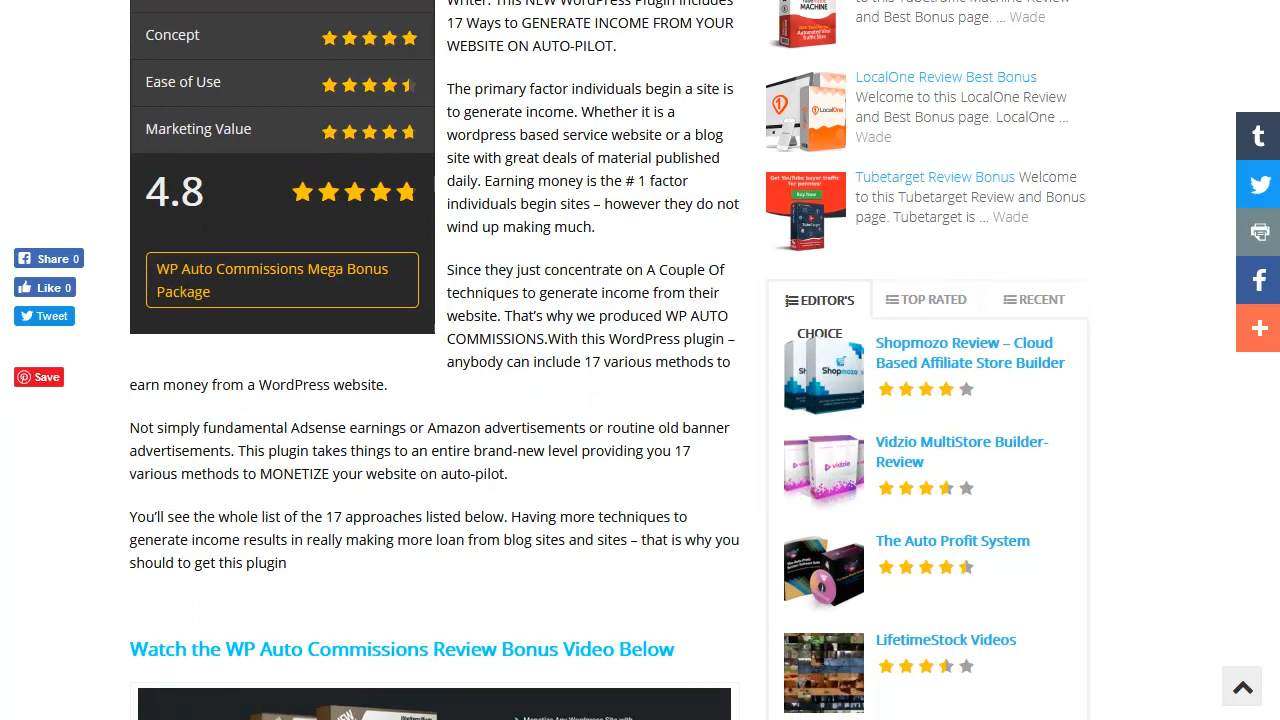 Concept
Ease of Use
Marketing Value
4.8
WP Auto Commissions Mega Bonus
Package
Writer. This NEW WordPress Plugin includes
17 Ways to GENERATE INCOME FROM YOUR
WEBSITE ON AUTO-PILOT.
The primary factor individuals begin a site is
to generate income. Whether it is a
wordpress based service website or a blog
site with great deals of material published
daily. Earning money is the # 1 factor
individuals begin sites – however they do not
wind up making much.
Since they just concentrate on A Couple Of
techniques to generate income from their
website. That's why we produced WP AUTO
COMMISSIONS.With this WordPress plugin –
anybody can include 17 various methods to
earn money from a WordPress website.
Not simply fundamental Adsense earnings or Amazon advertisements or routine old banner
advertisements. This plugin takes things to an entire brand-new level providing you 17
various methods to MONETIZE your website on auto-pilot.
You'll see the whole list of the 17 approaches listed below. Having more techniques to
generate income results in really making more loan from blog sites and sites – that is why you
should to get this plugin
Watch the WP Auto Commissions Review Bonus Video Below
Share 0
Like 0
Tweet
Save
to this Tubetraffic Machine Review
and Best Bonus page. ... Wade
MACHINE
LocalOne Review Best Bonus
Welcome to this LocalOne Review
and Best Bonus page. LocalOne ...
Wade
LocalOne
Tubetarget Review Bonus Welcome
to this Tubetarget Review and Bonus
page. Tubetarget is ... Wade
Get YouTube buyer traffic
for pennies!
EDITOR'S
CHOICE
TOP RATED
RECENT
Shopmozo Review – Cloud
Based Affiliate Store Builder
Shopmozo
Vidzio MultiStore Builder-
Review
vidzio
The Auto Profit System
LifetimeStock Videos